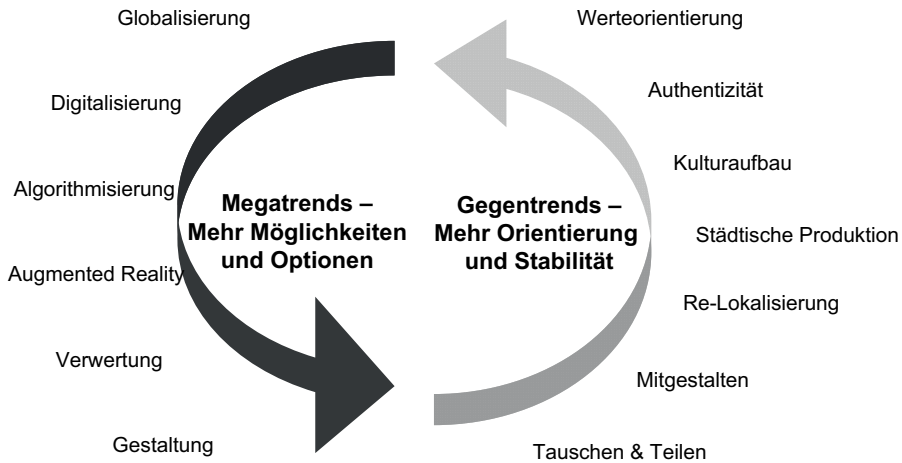 Globalisierung
Digitalisierung
Algorithmisierung
Augmented Reality
Verwertung
Gestaltung
Megatrends –
Mehr Möglichkeiten
und Optionen
Gegentrends –
Mehr Orientierung
und Stabilität
Werteorientierung
Authentizität
Kulturaufbau
Städtische Produktion
Re-Lokalisierung
Mitgestalten
Tauschen & Teilen